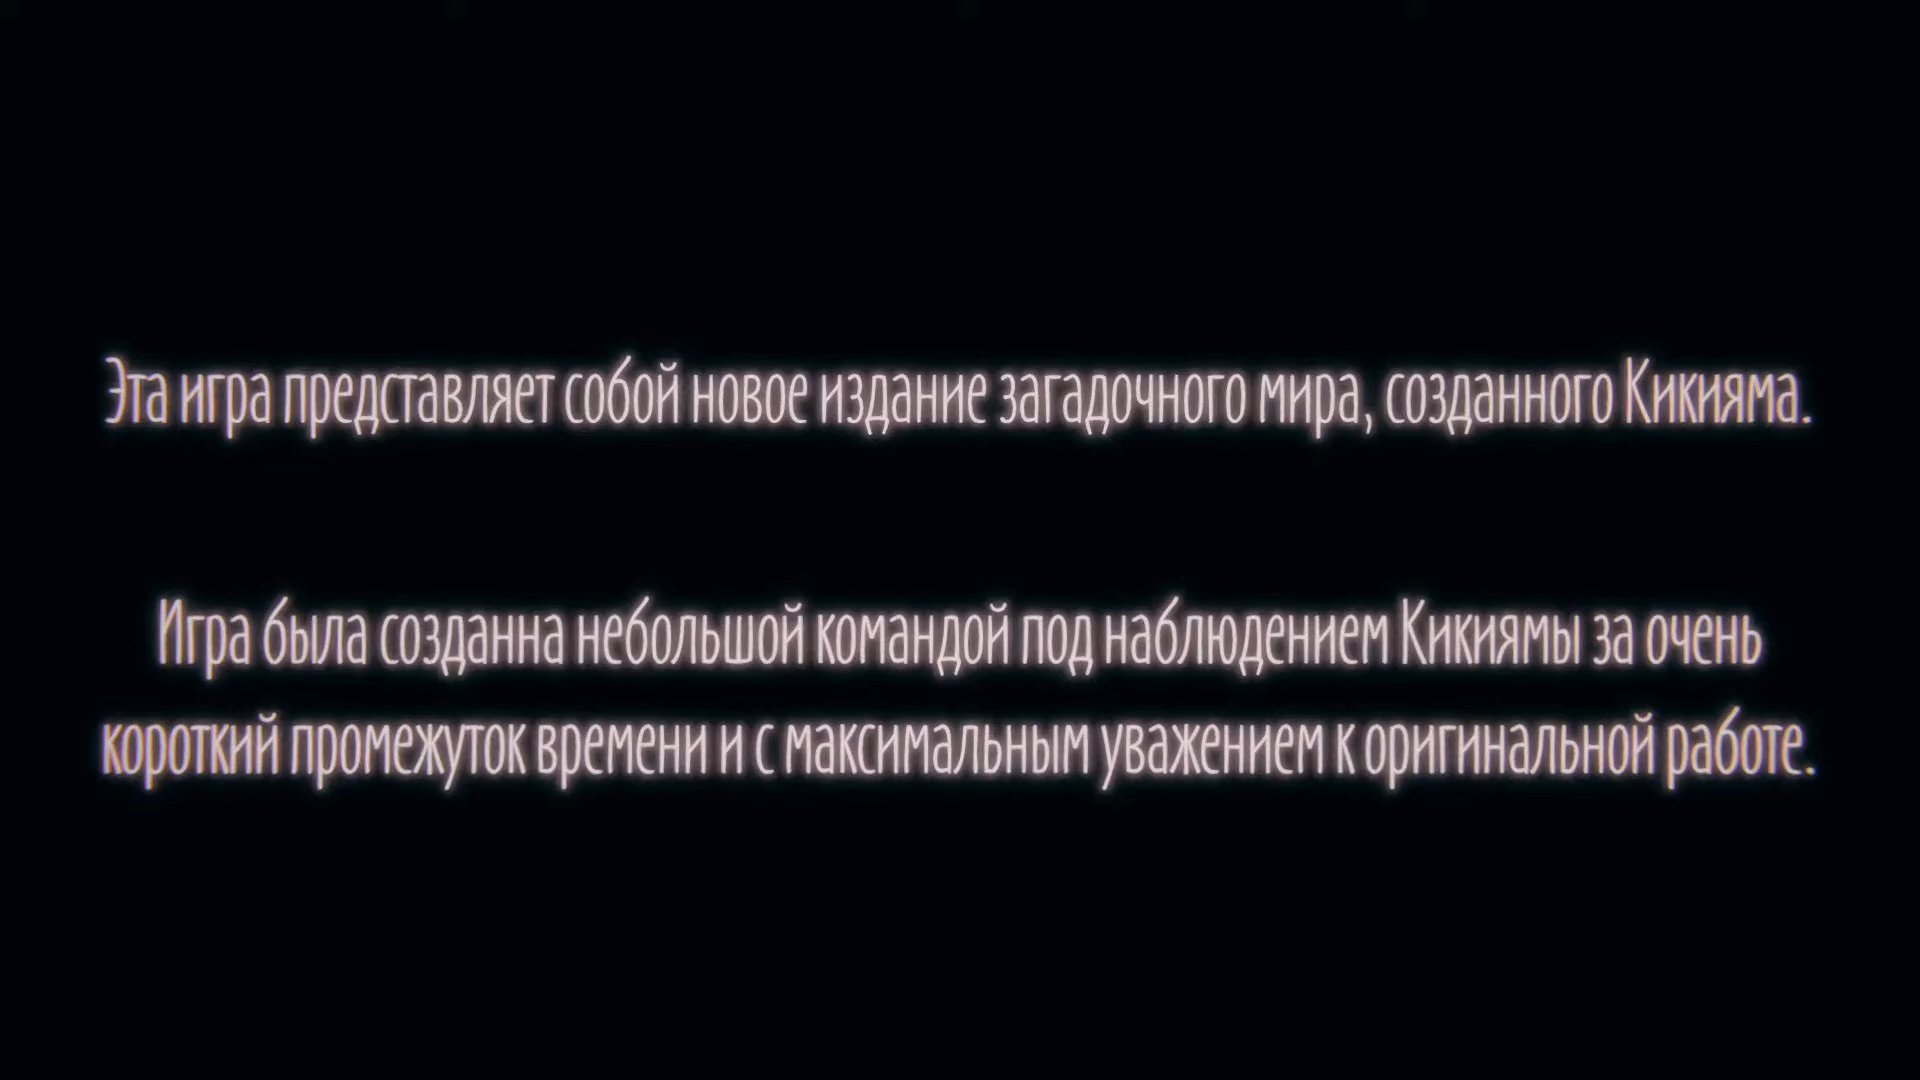 Эта игра представляет собой новое издание загадочного мира, созданного Кикияма.
Игра была созданна небольшой командой под наблюдением Кикиямы за очень
короткий промежуток времени и с максимальным уважением к оригинальной работе.